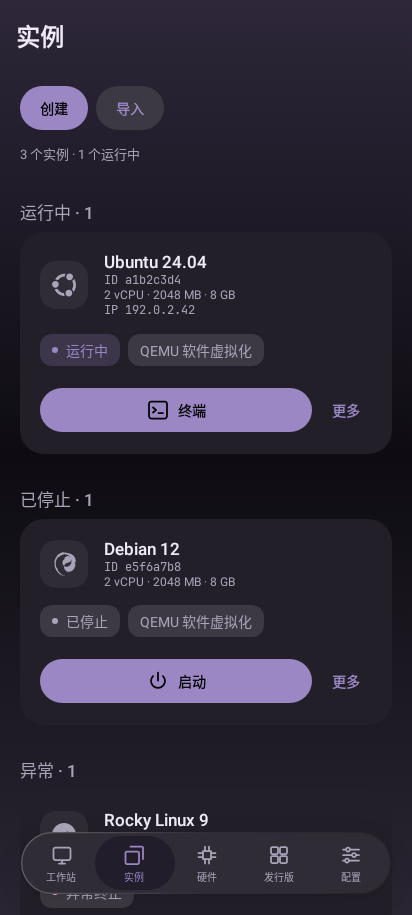 实例
创建
导入
3 个实例 · 1 个运行中
运行中 · 1
Ubuntu 24.04
ID a1b2c3d4
2 vCPU · 2048 MB · 8 GB
IP 192.0.2.42
运行中
QEMU 软件虚拟化
终端
更多
已停止 · 1
Debian 12
ID e5f6a7b8
2 vCPU · 2048 MB · 8 GB
已停止
QEMU 软件虚拟化
启动
更多
异常 · 1
Rocky Linux 9
异常终止
工作站
实例
硬件
发行版
配置